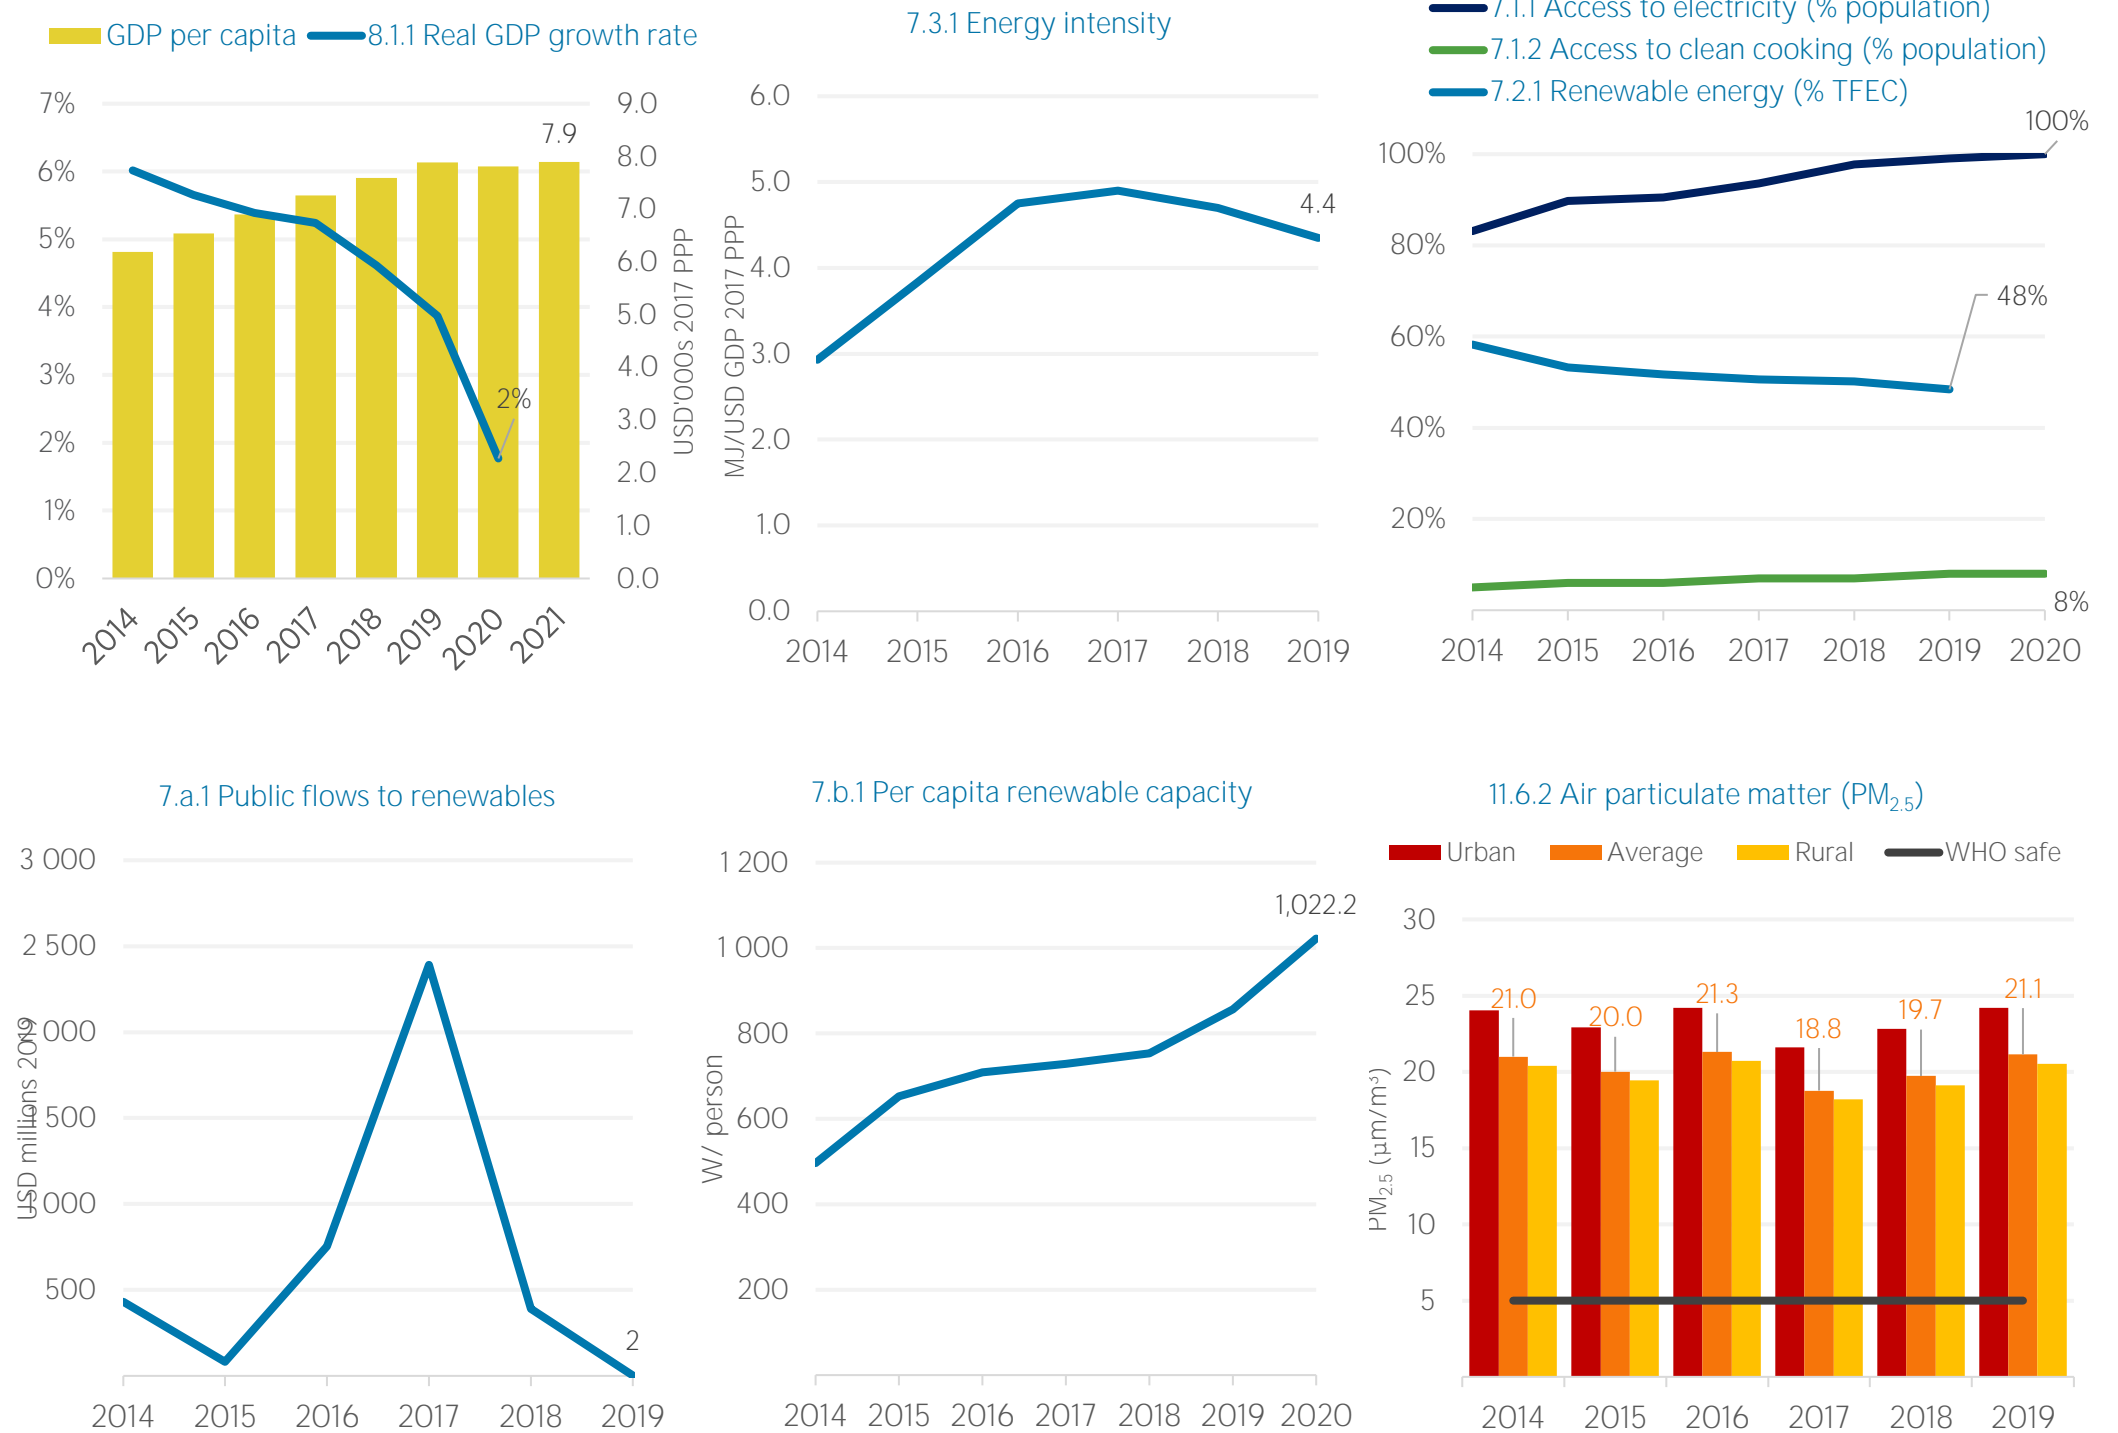 GDP per capita 8.1.1 Real GDP growth rate
7%
6%
5%
4%
3%
2%
1%
0%
9.0
8.0
7.0
6.0
5.0
4.0
3.0
2.0
1.0
0.0
7.9
2%
USD'000s 2017 PPP
2014 2015 2016 2017 2018 2019 2020 2021
7.3.1 Energy intensity
6.0
5.0
4.0
3.0
2.0
1.0
0.0
4.4
MJ/USD GDP 2017 PPP
2014 2015 2016 2017 2018 2019
7.1.1 Access to electricity (% population)
7.1.2 Access to clean cooking (% population)
7.2.1 Renewable energy (% TFEC)
100%
80%
60%
40%
20%
100%
48%
8%
2014 2015 2016 2017 2018 2019 2020
7.a.1 Public flows to renewables
3 000
2 500
2 000
1 500
1 000
500
USD millions 2019
2
2014 2015 2016 2017 2018 2019
7.b.1 Per capita renewable capacity
1 200
1 000
800
600
400
200
W/ person
1,022.2
2014 2015 2016 2017 2018 2019 2020
11.6.2 Air particulate matter (PM2.5)
Urban Average Rural WHO safe
30
25
20
15
10
5
PM2.5 (µm/m³)
21.0 20.0 21.3 18.8 19.7 21.1
2014 2015 2016 2017 2018 2019